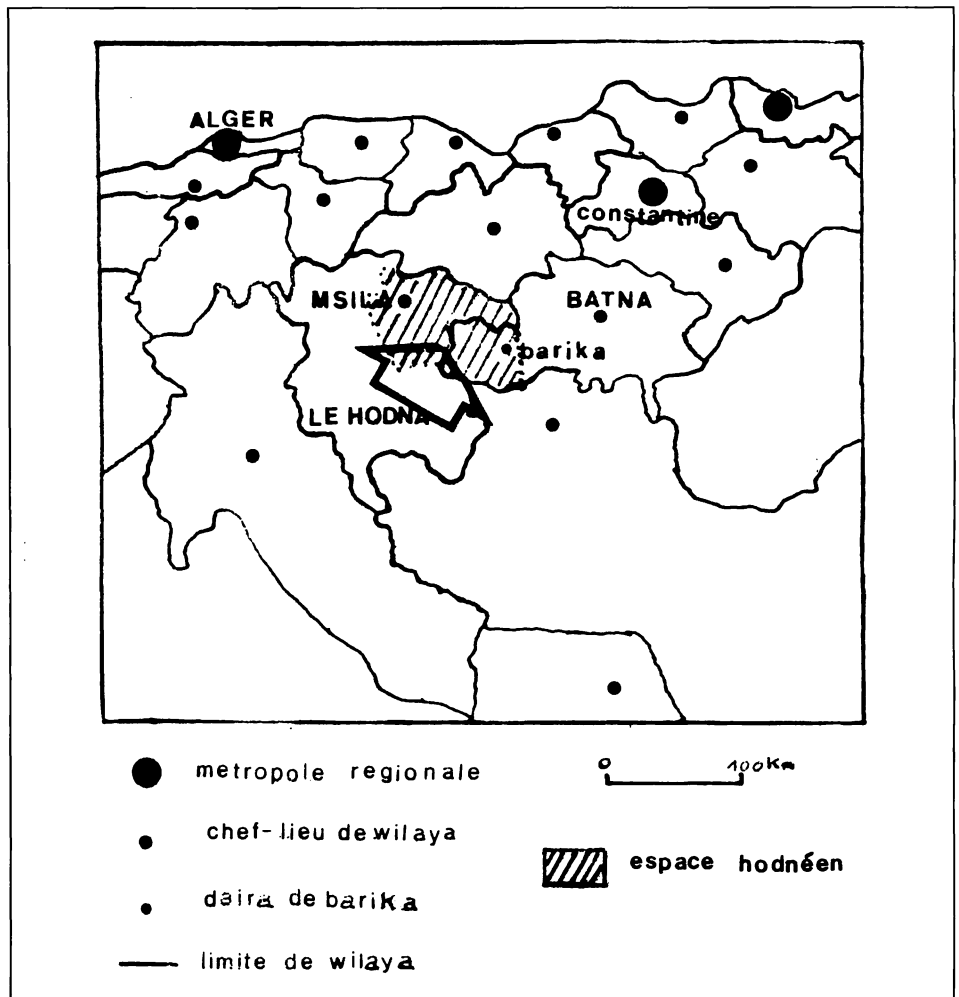 ALGER
constantine
MSILA
BATNA
barika
LE HODNA
metropole regionale
0 100Km
chef-lieu de wilaya
espace hodnéen
daira de barika
limite de wilaya